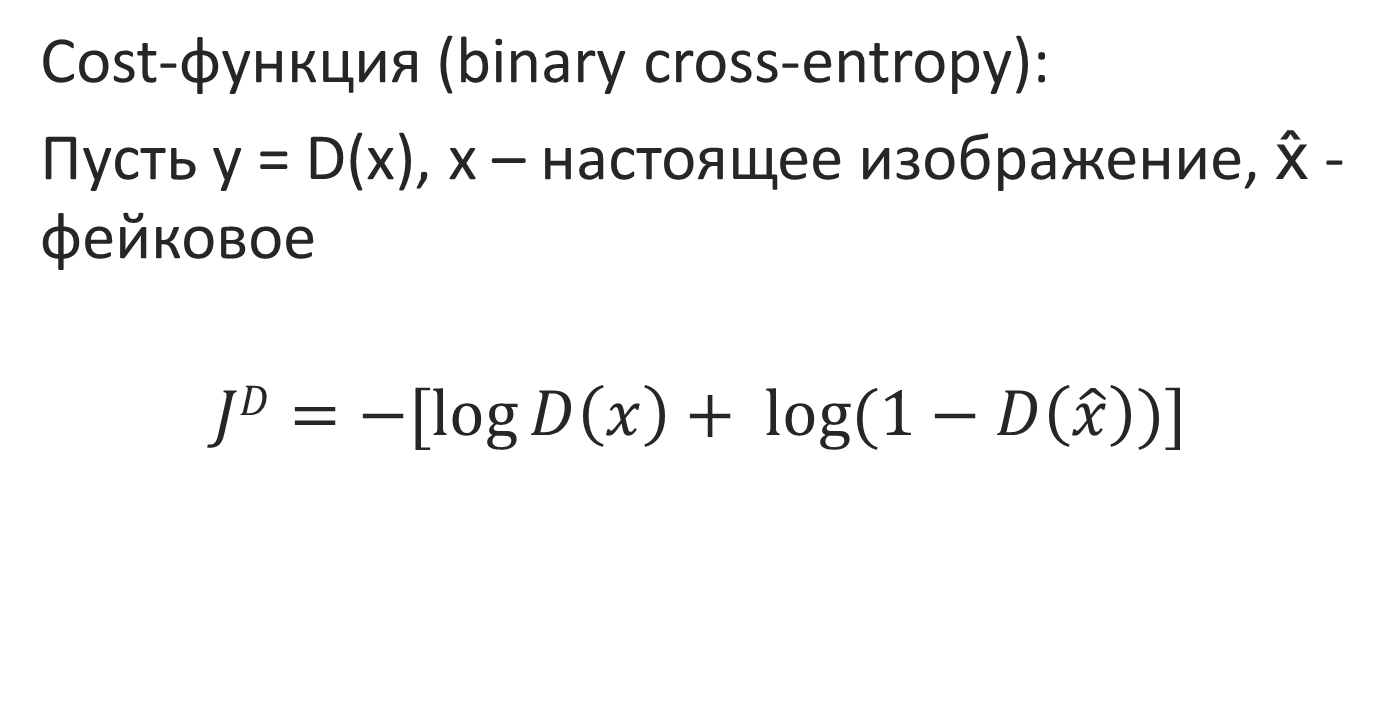 Cost-функция (binary cross-entropy):
Пусть y = D(x), x – настоящее изображение, x̂ -
фейковое
J^D = −[log D(x) + log(1 − D(x̂))]